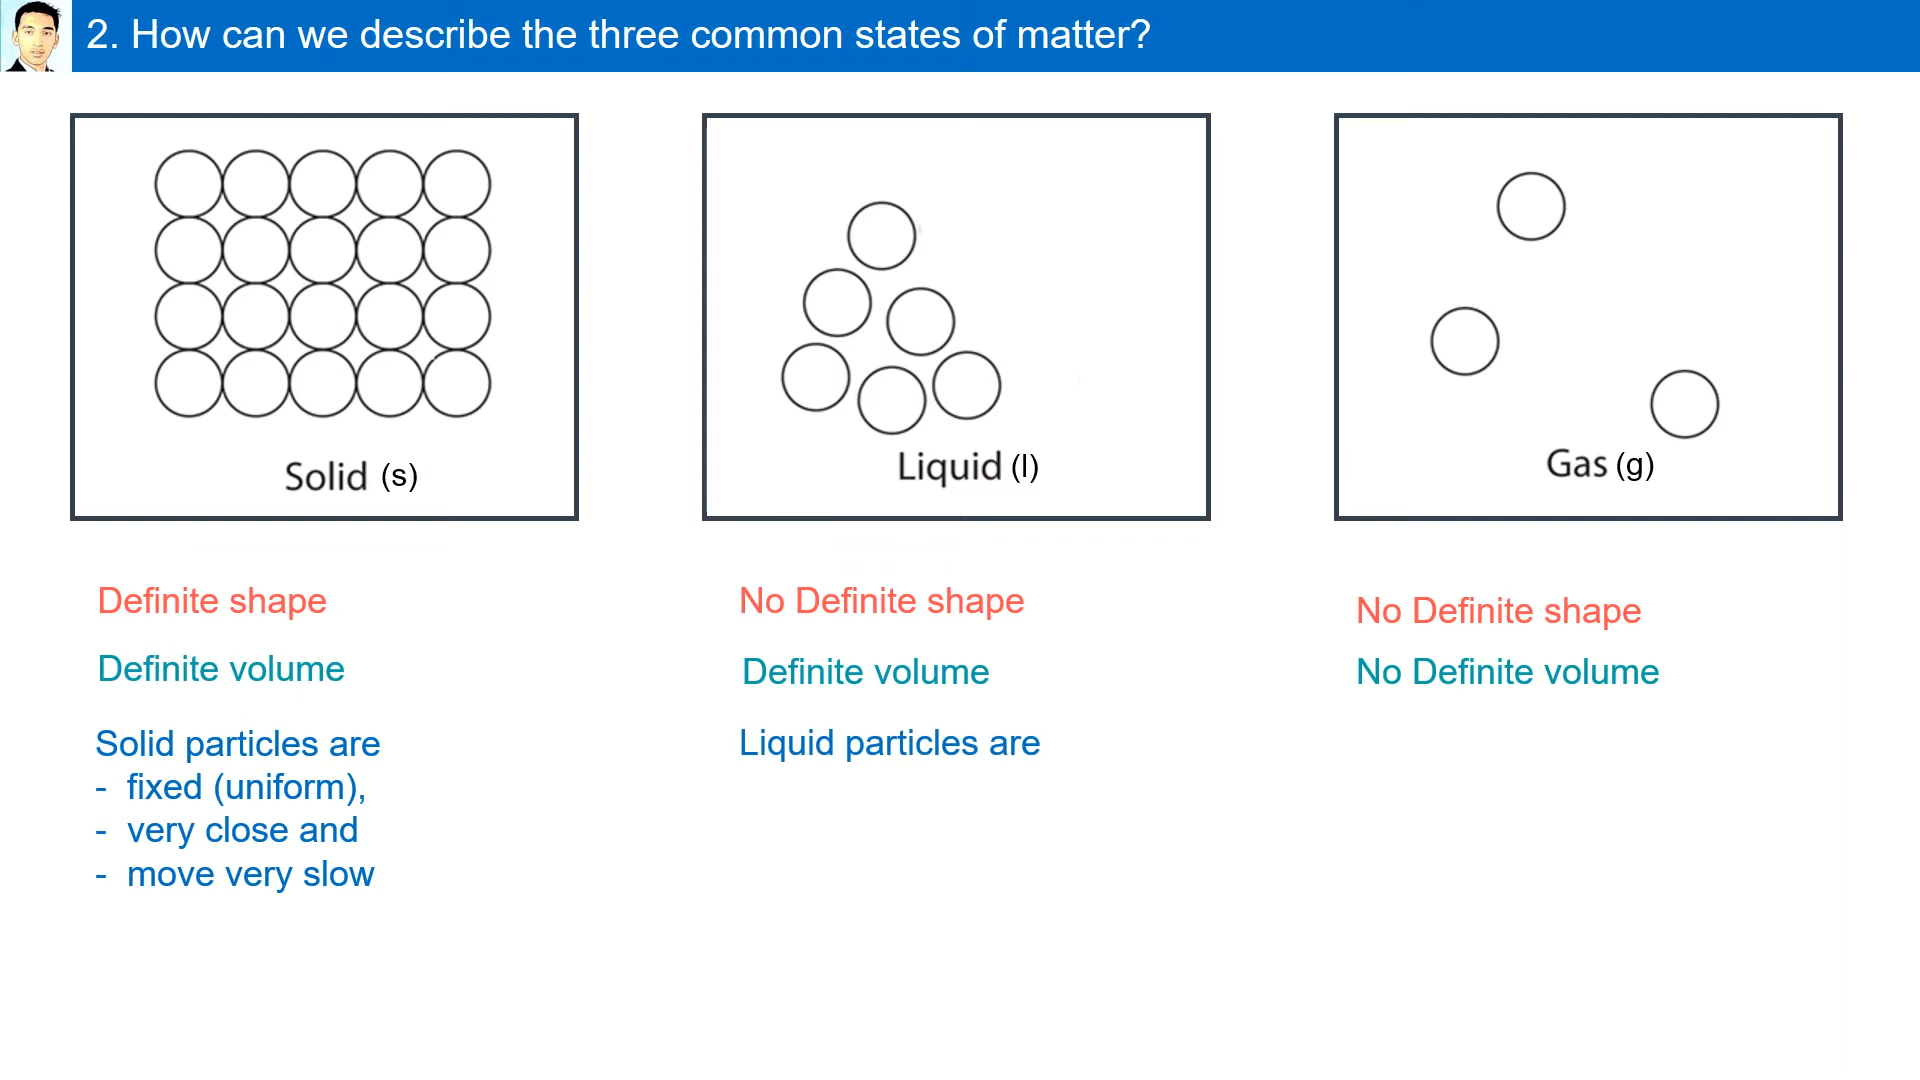 2. How can we describe the three common states of matter?
Solid (s)
Liquid (l)
Gas (g)
Definite shape
Definite volume
Solid particles are
- fixed (uniform),
- very close and
- move very slow
No Definite shape
Definite volume
Liquid particles are
No Definite shape
No Definite volume